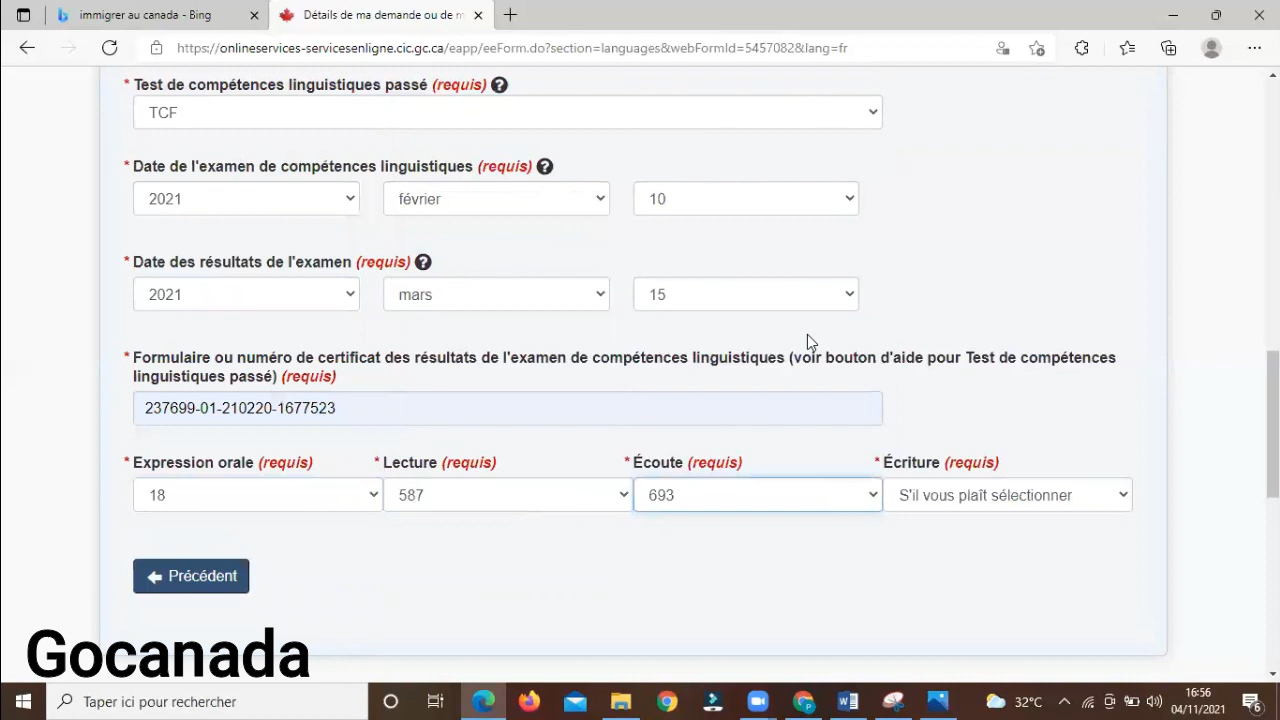 immigrer au canada - Bing
Détails de ma demande ou de m
https://onlineservices-servicesenligne.cic.gc.ca/eapp/eeForm.do?section=languages&webFormId=5457082&lang=fr
* Test de compétences linguistiques passé (requis) ?
TCF
* Date de l'examen de compétences linguistiques (requis) ?
2021 février 10
* Date des résultats de l'examen (requis) ?
2021 mars 15
* Formulaire ou numéro de certificat des résultats de l'examen de compétences linguistiques (voir bouton d'aide pour Test de compétences
linguistiques passé) (requis)
237699-01-210220-1677523
* Expression orale (requis) * Lecture (requis) * Écoute (requis) * Écriture (requis)
18 587 693 S'il vous plaît sélectionner
Précédent
Gocanada
Taper ici pour rechercher
32°C
16:56
04/11/2021
6